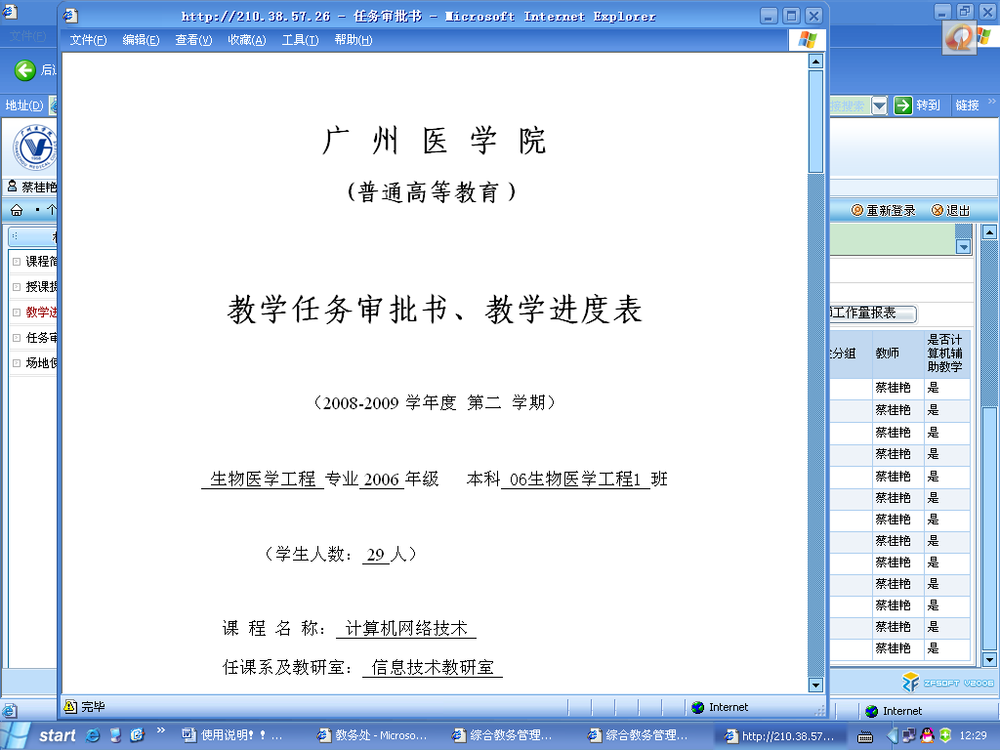 http://210.38.57.26 - 任务审批书 - Microsoft Internet Explorer
文件(F) 编辑(E) 查看(V) 收藏(A) 工具(T) 帮助(H)
文件(F)
后退
地址(D)
转到 链接
广 州 医 学 院
(普通高等教育)
教学任务审批书、教学进度表
（2008-2009 学年度 第二 学期）
生物医学工程 专业 2006 年级 本科 06生物医学工程1 班
（学生人数： 29 人）
课 程 名 称： 计算机网络技术
任课系及教研室： 信息技术教研室
蔡桂艳
个
课程简
授课提
教学进
任务审
场地使
重新登录 退出
工作量报表
分组 教师 是否计算机辅助教学
蔡桂艳 是
蔡桂艳 是
蔡桂艳 是
蔡桂艳 是
蔡桂艳 是
蔡桂艳 是
蔡桂艳 是
蔡桂艳 是
蔡桂艳 是
蔡桂艳 是
蔡桂艳 是
蔡桂艳 是
蔡桂艳 是
ZFSOFT V2006
完毕 Internet
Internet
start 使用说明！！... 教务处 - Microso... 综合教务管理... 综合教务管理... http://210.38.57... 12:29